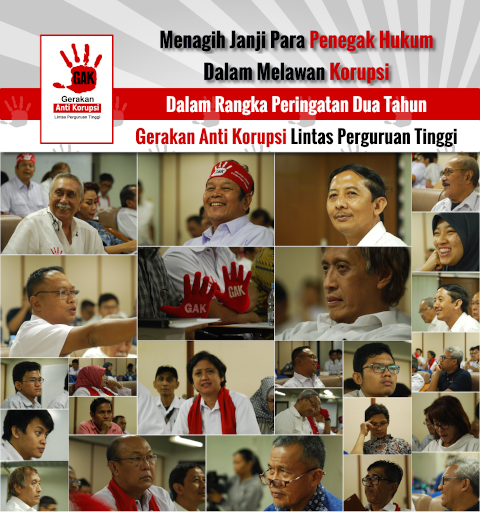 Menagih Janji Para Penegak Hukum
Dalam Melawan Korupsi
Dalam Rangka Peringatan Dua Tahun
Gerakan Anti Korupsi Lintas Perguruan Tinggi
GAK
Gerakan
Anti Korupsi
Lintas Perguruan Tinggi
GAK
GAK
GAK